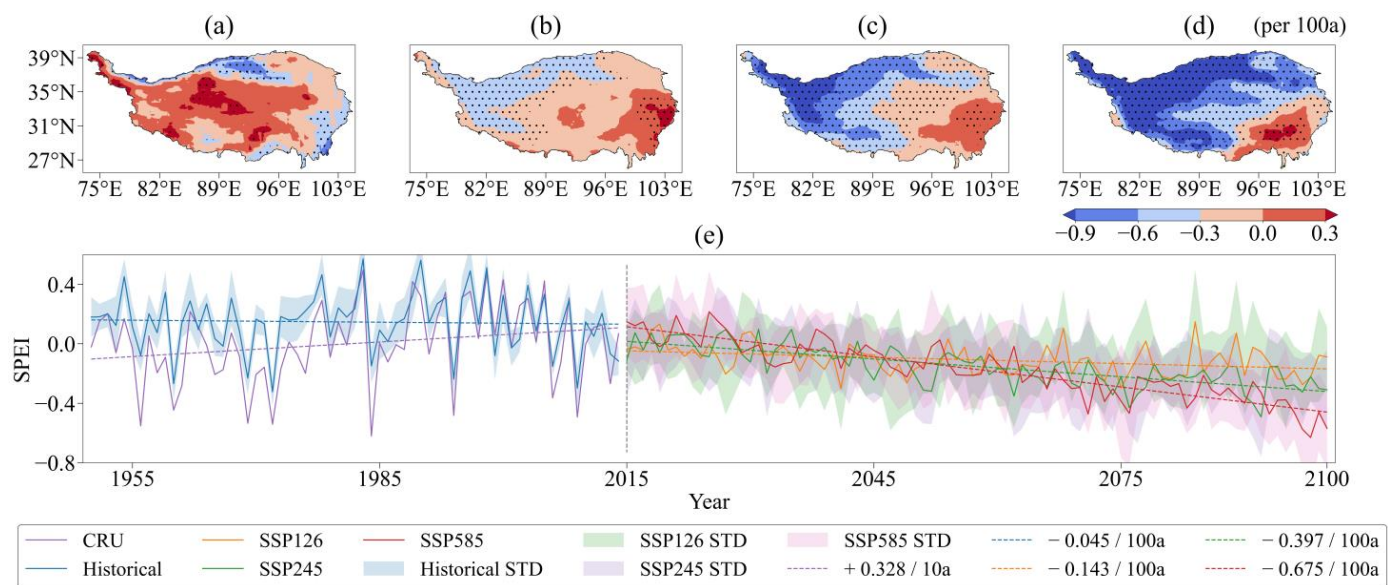 (a) (b) (c) (d) (per 100a)
39°N
35°N
31°N
27°N
75°E 82°E 89°E 96°E 103°E 75°E 82°E 89°E 96°E 103°E 75°E 82°E 89°E 96°E 103°E 75°E 82°E 89°E 96°E 103°E
−0.9 −0.6 −0.3 0.0 0.3
(e)
SPEI
0.4
0.0
−0.4
−0.8
1955 1985 2015 2045 2075 2100
Year
CRU SSP126 SSP585 SSP126 STD SSP585 STD − 0.045 / 100a − 0.397 / 100a
Historical SSP245 Historical STD SSP245 STD + 0.328 / 10a − 0.143 / 100a − 0.675 / 100a